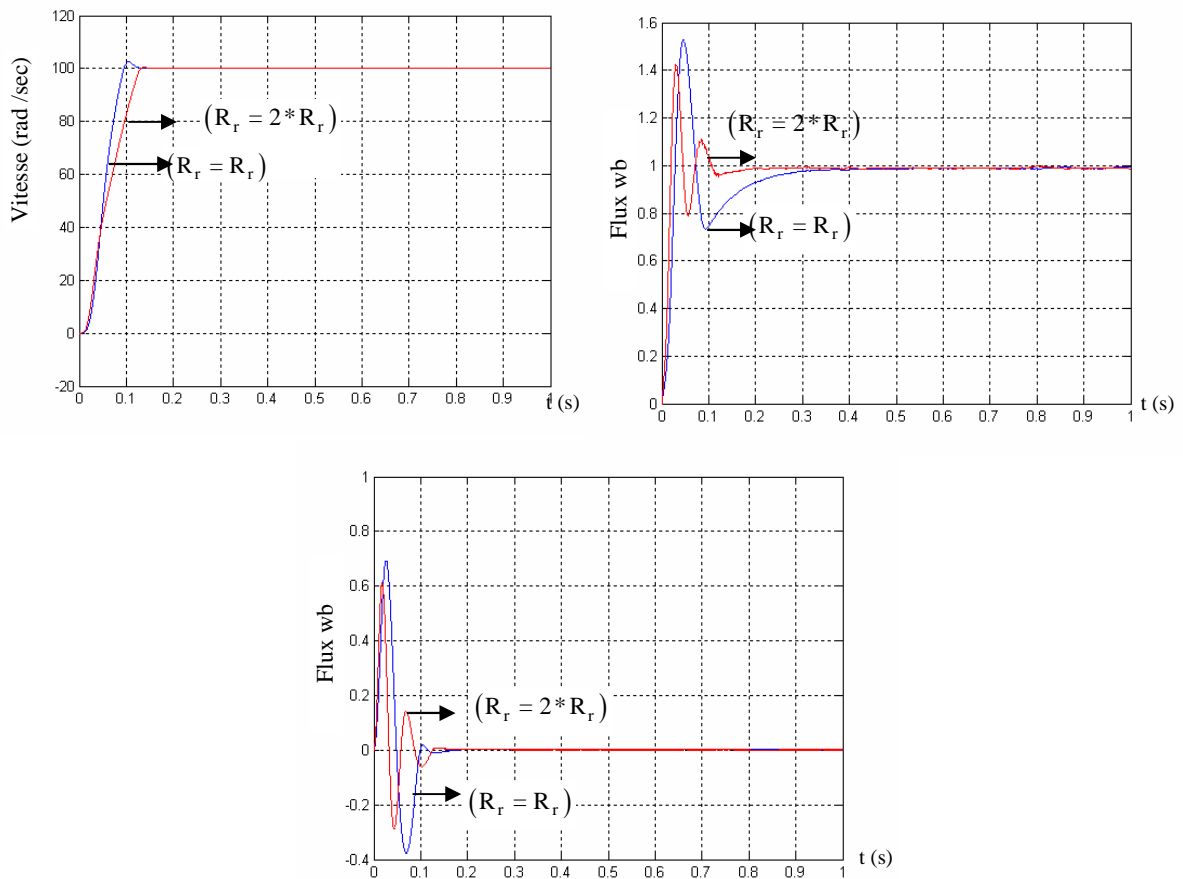 Vitesse (rad /sec)
120
100
80
60
40
20
0
-20
0 0.1 0.2 0.3 0.4 0.5 0.6 0.7 0.8 0.9 1
t (s)
(R_r = 2*R_r)
(R_r = R_r)
Flux wb
1.6
1.4
1.2
1
0.8
0.6
0.4
0.2
0
0 0.1 0.2 0.3 0.4 0.5 0.6 0.7 0.8 0.9 1
t (s)
(R_r = 2*R_r)
(R_r = R_r)
Flux wb
1
0.8
0.6
0.4
0.2
0
-0.2
-0.4
0 0.1 0.2 0.3 0.4 0.5 0.6 0.7 0.8 0.9 1
t (s)
(R_r = 2*R_r)
(R_r = R_r)